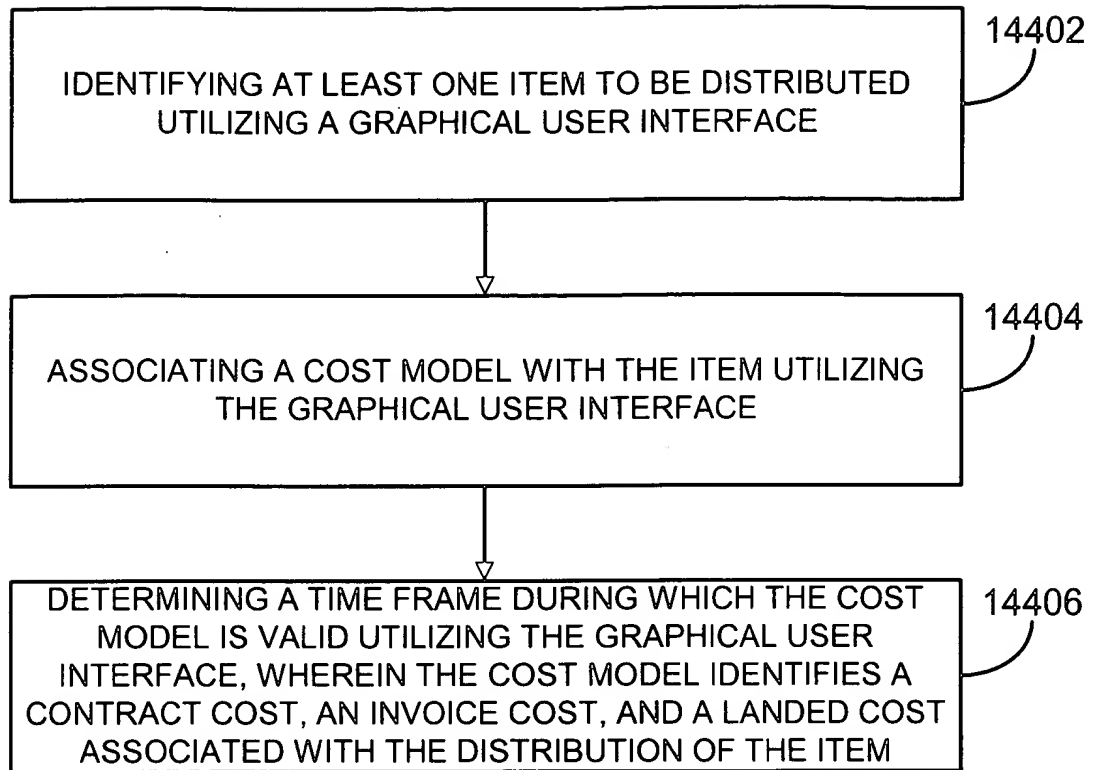 14402
IDENTIFYING AT LEAST ONE ITEM TO BE DISTRIBUTED
UTILIZING A GRAPHICAL USER INTERFACE
14404
ASSOCIATING A COST MODEL WITH THE ITEM UTILIZING
THE GRAPHICAL USER INTERFACE
14406
DETERMINING A TIME FRAME DURING WHICH THE COST
MODEL IS VALID UTILIZING THE GRAPHICAL USER
INTERFACE, WHEREIN THE COST MODEL IDENTIFIES A
CONTRACT COST, AN INVOICE COST, AND A LANDED COST
ASSOCIATED WITH THE DISTRIBUTION OF THE ITEM